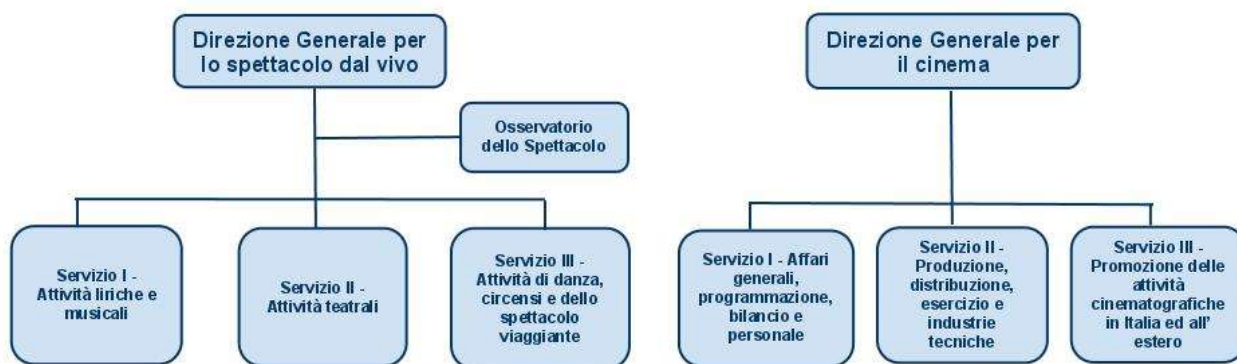 Direzione Generale per
lo spettacolo dal vivo
Osservatorio
dello Spettacolo
Servizio I -
Attività liriche e
musicali
Servizio II -
Attività teatrali
Servizio III -
Attività di danza,
circensi e dello
spettacolo
viaggiante
Direzione Generale per
il cinema
Servizio I - Affari
generali,
programmazione,
bilancio e
personale
Servizio II -
Produzione,
distribuzione,
esercizio e
industrie
tecniche
Servizio III -
Promozione delle
attività
cinematografiche
in Italia ed all'
estero